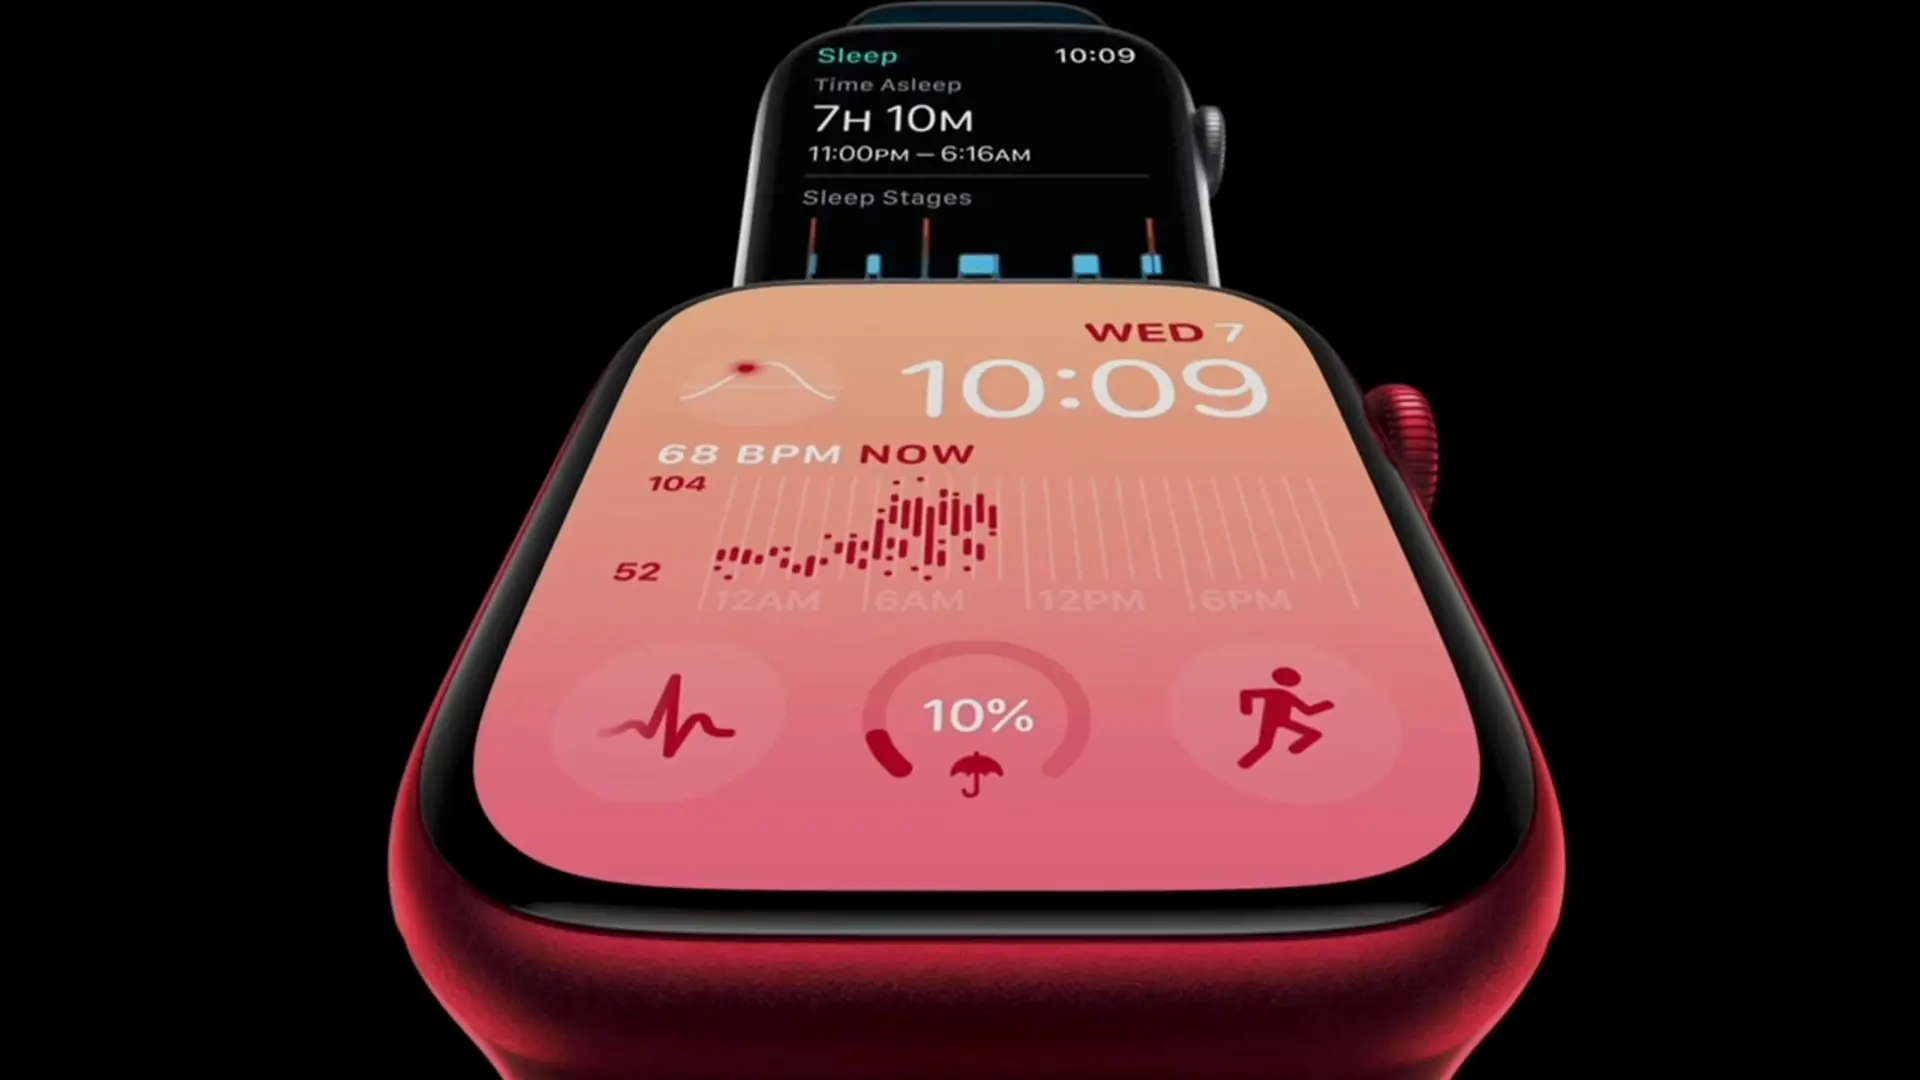 Sleep 10:09
Time Asleep
7H 10M
11:00PM – 6:16AM
Sleep Stages
WED 7
10:09
68 BPM NOW
104
52
12AM 6AM 12PM 6PM
10%